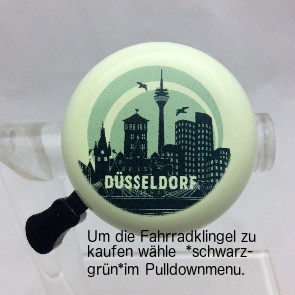 DÜSSELDORF
Um die Fahrradklingel zu
kaufen wähle *schwarz-
grün*im Pulldownmenu.